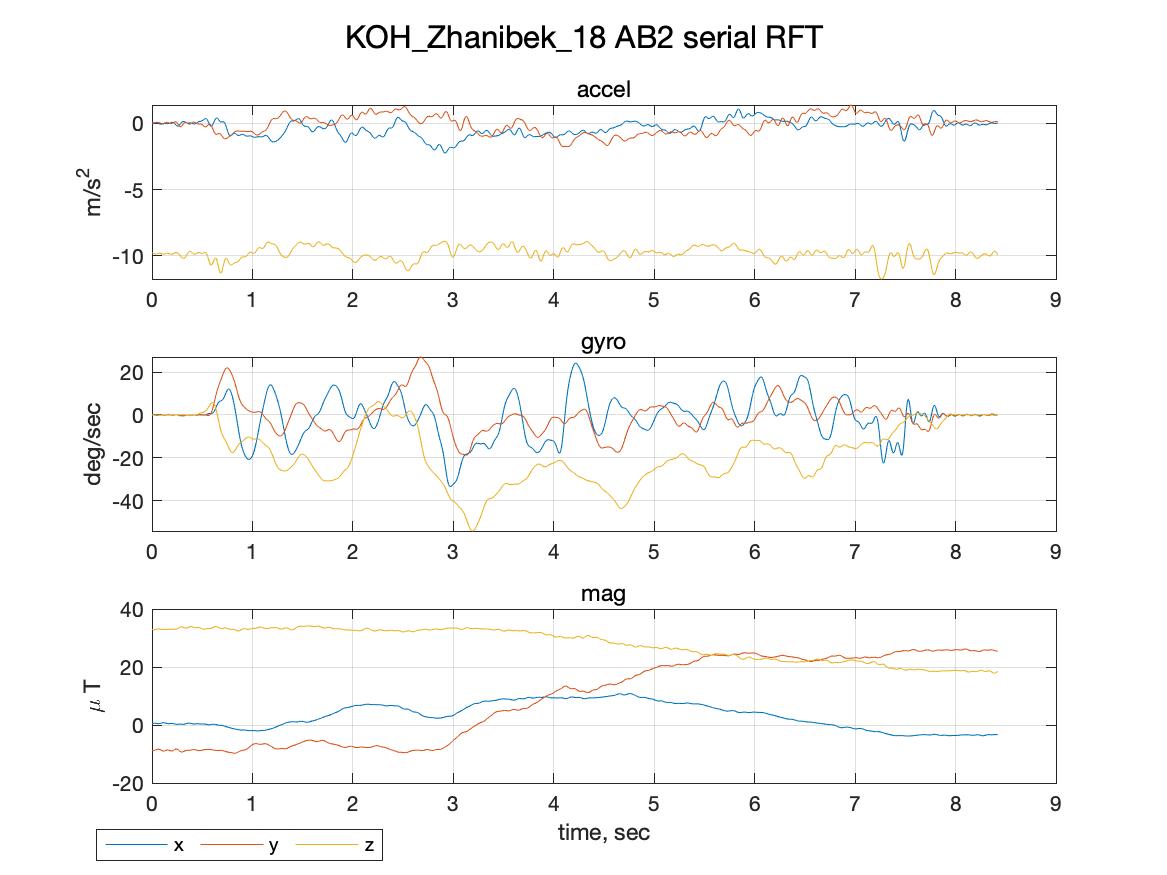 KOH_Zhanibek_18 AB2 serial RFT
accel
0
-5
-10
m/s²
0 1 2 3 4 5 6 7 8 9
gyro
20
0
-20
-40
deg/sec
0 1 2 3 4 5 6 7 8 9
mag
40
20
0
-20
μ T
0 1 2 3 4 5 6 7 8 9
time, sec
x y z